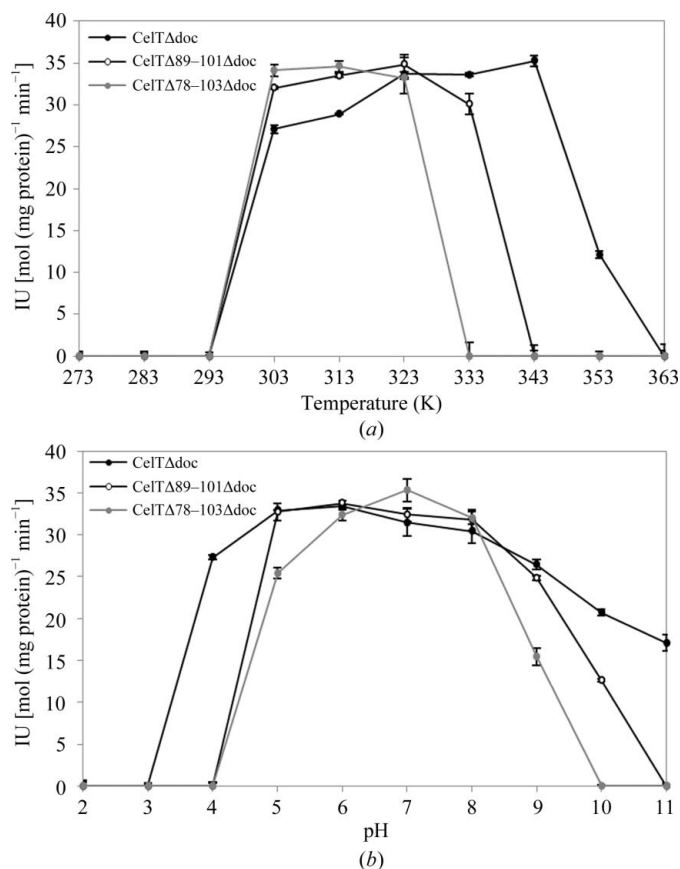 40
35
30
25
20
15
10
5
0
IU [mol (mg protein)⁻¹ min⁻¹]
CelTΔdoc
CelTΔ89–101Δdoc
CelTΔ78–103Δdoc
273 283 293 303 313 323 333 343 353 363
Temperature (K)
(a)
40
35
30
25
20
15
10
5
0
IU [mol (mg protein)⁻¹ min⁻¹]
CelTΔdoc
CelTΔ89–101Δdoc
CelTΔ78–103Δdoc
2 3 4 5 6 7 8 9 10 11
pH
(b)